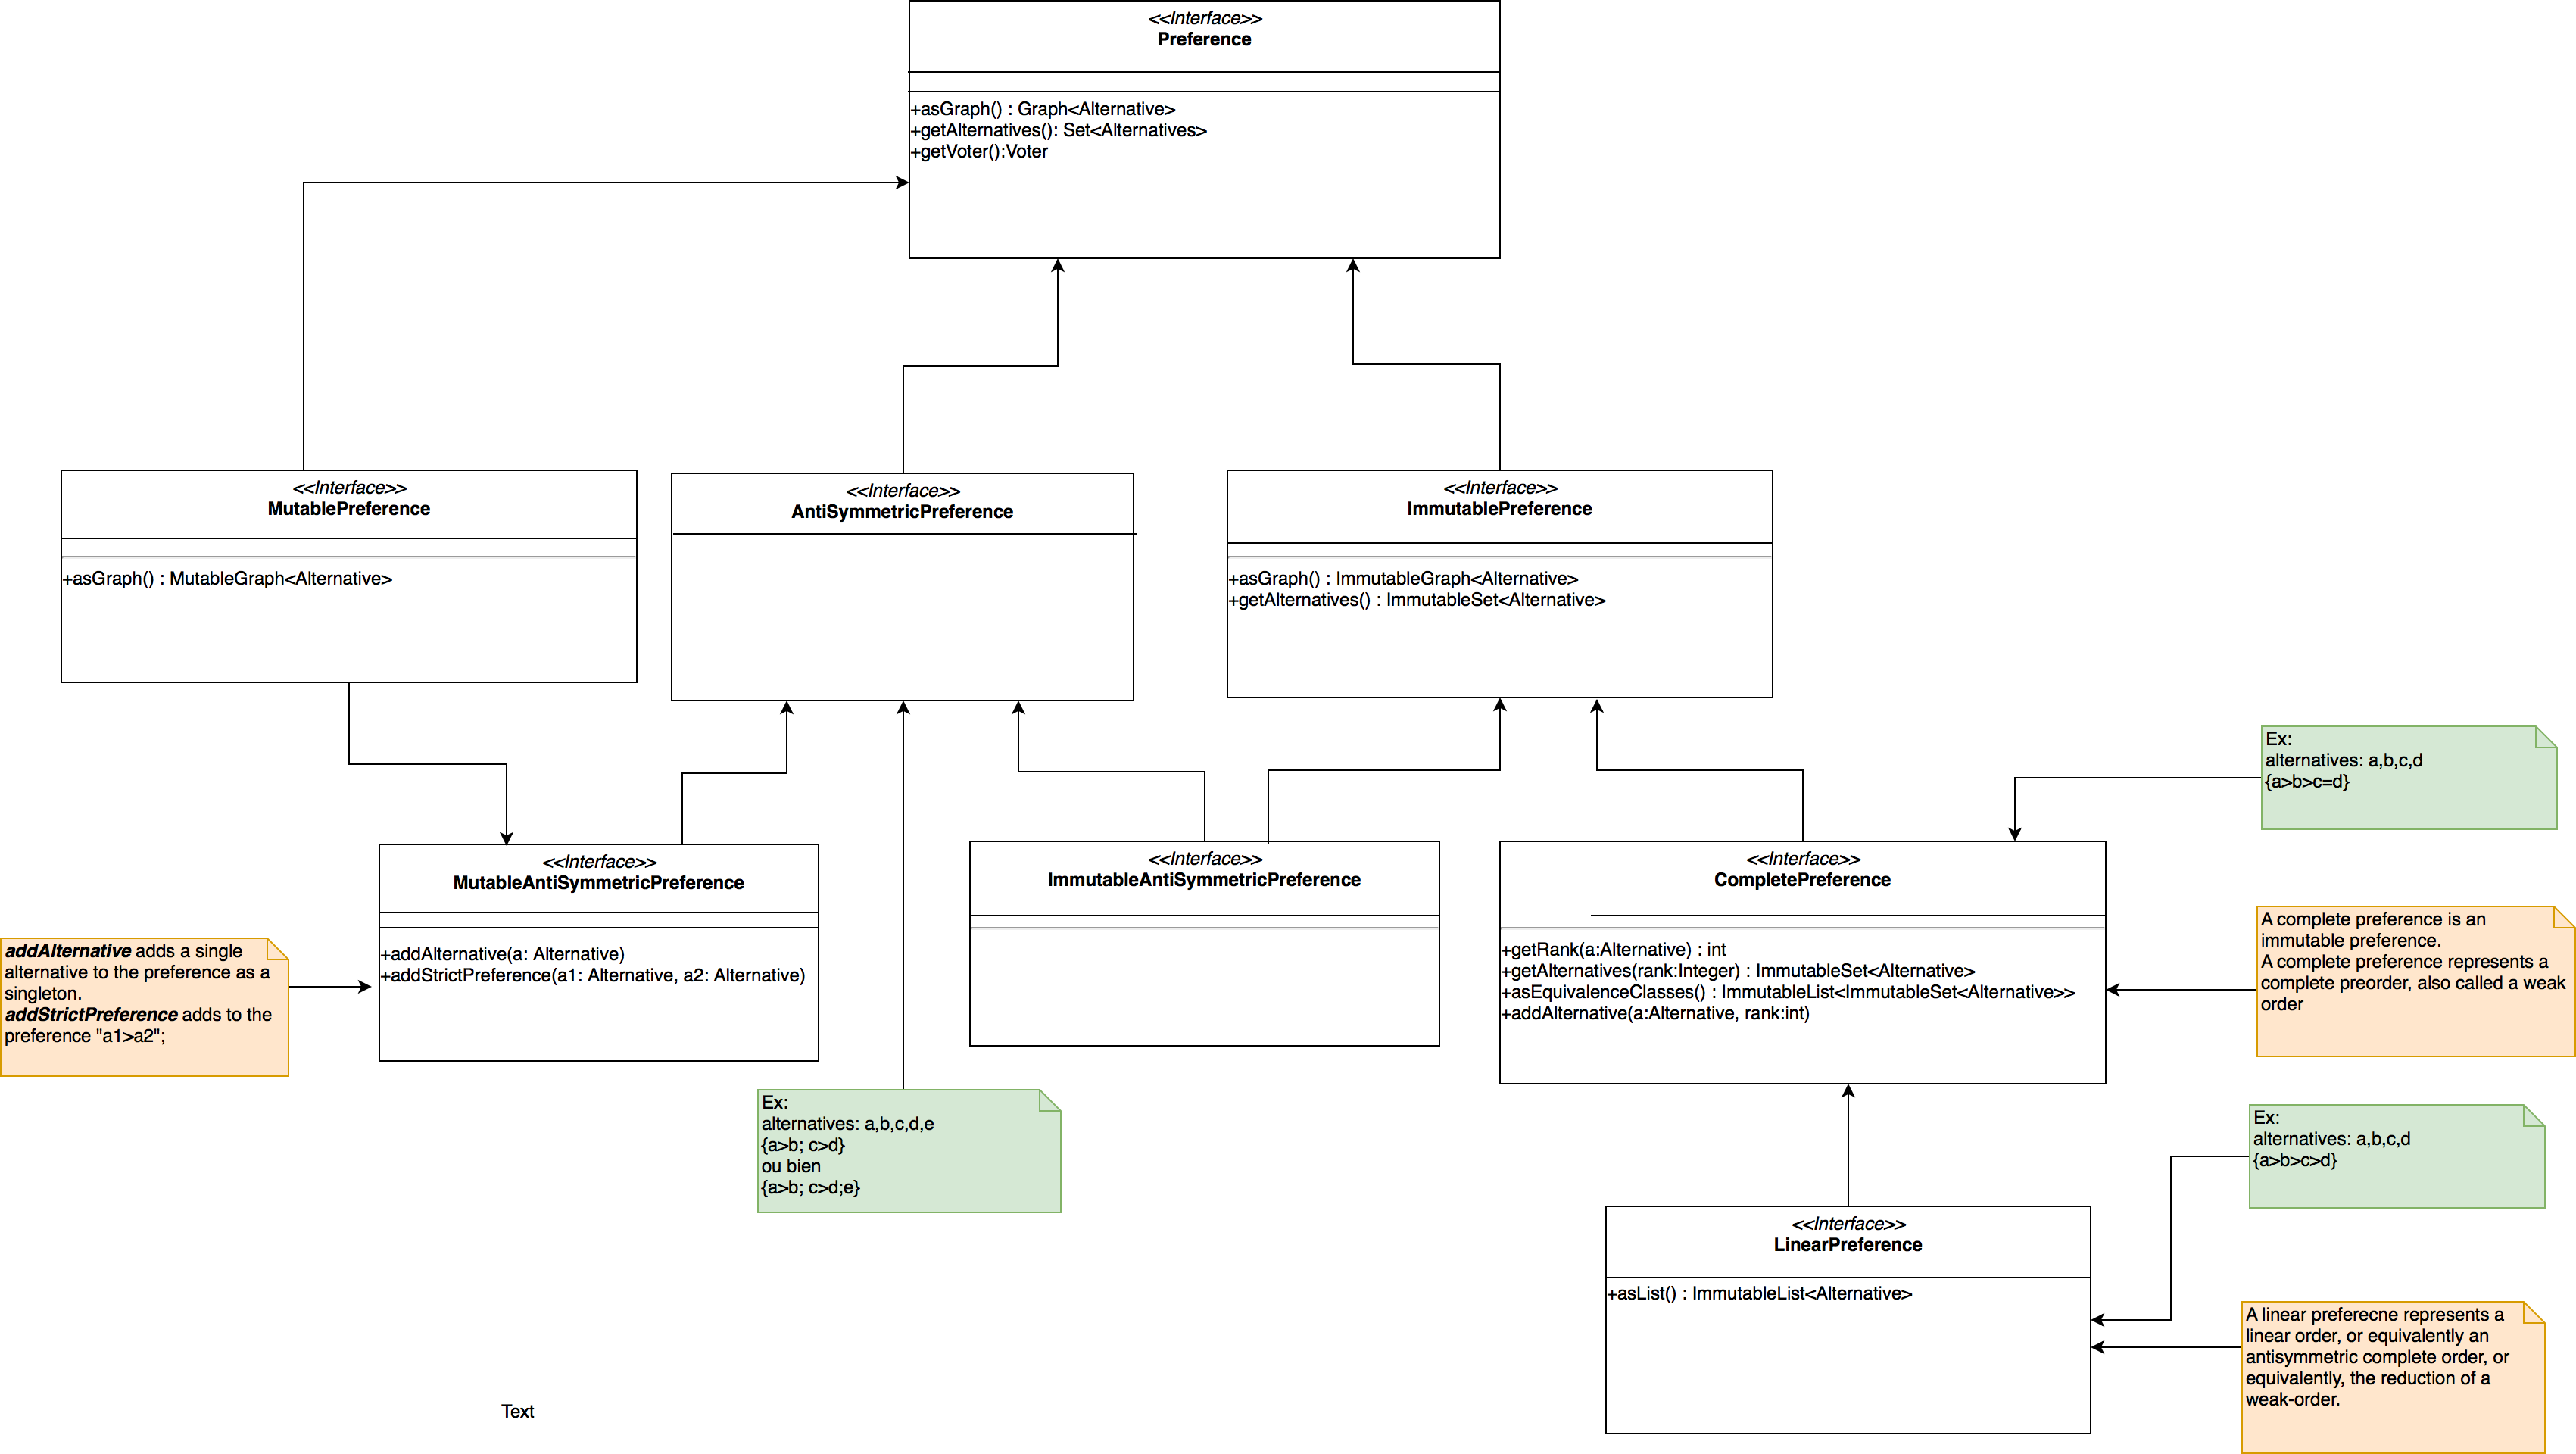 <<Interface>>
Preference
+asGraph() : Graph<Alternative>
+getAlternatives(): Set<Alternatives>
+getVoter():Voter
<<Interface>>
MutablePreference
+asGraph() : MutableGraph<Alternative>
<<Interface>>
AntiSymmetricPreference
<<Interface>>
ImmutablePreference
+asGraph() : ImmutableGraph<Alternative>
+getAlternatives() : ImmutableSet<Alternative>
Ex:
alternatives: a,b,c,d
{a>b>c=d}
<<Interface>>
MutableAntiSymmetricPreference
+addAlternative(a: Alternative)
+addStrictPreference(a1: Alternative, a2: Alternative)
<<Interface>>
ImmutableAntiSymmetricPreference
<<Interface>>
CompletePreference
+getRank(a:Alternative) : int
+getAlternatives(rank:Integer) : ImmutableSet<Alternative>
+asEquivalenceClasses() : ImmutableList<ImmutableSet<Alternative>>
+addAlternative(a:Alternative, rank:int)
A complete preference is an
immutable preference.
A complete preference represents a
complete preorder, also called a weak
order
addAlternative adds a single
alternative to the preference as a
singleton.
addStrictPreference adds to the
preference "a1>a2";
Ex:
alternatives: a,b,c,d,e
{a>b; c>d}
ou bien
{a>b; c>d;e}
Ex:
alternatives: a,b,c,d
{a>b>c>d}
<<Interface>>
LinearPreference
+asList() : ImmutableList<Alternative>
A linear preferecne represents a
linear order, or equivalently an
antisymmetric complete order, or
equivalently, the reduction of a
weak-order.
Text